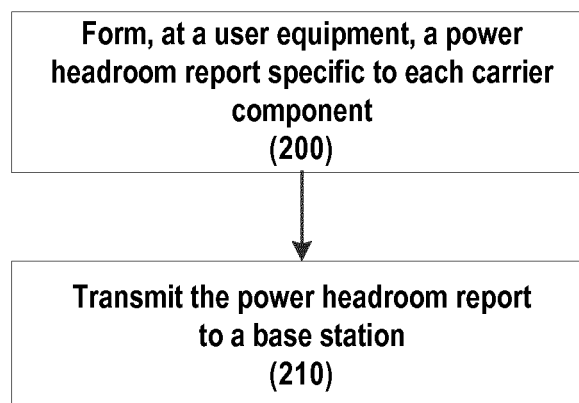 Form, at a user equipment, a power
headroom report specific to each carrier
component
(200)
Transmit the power headroom report
to a base station
(210)